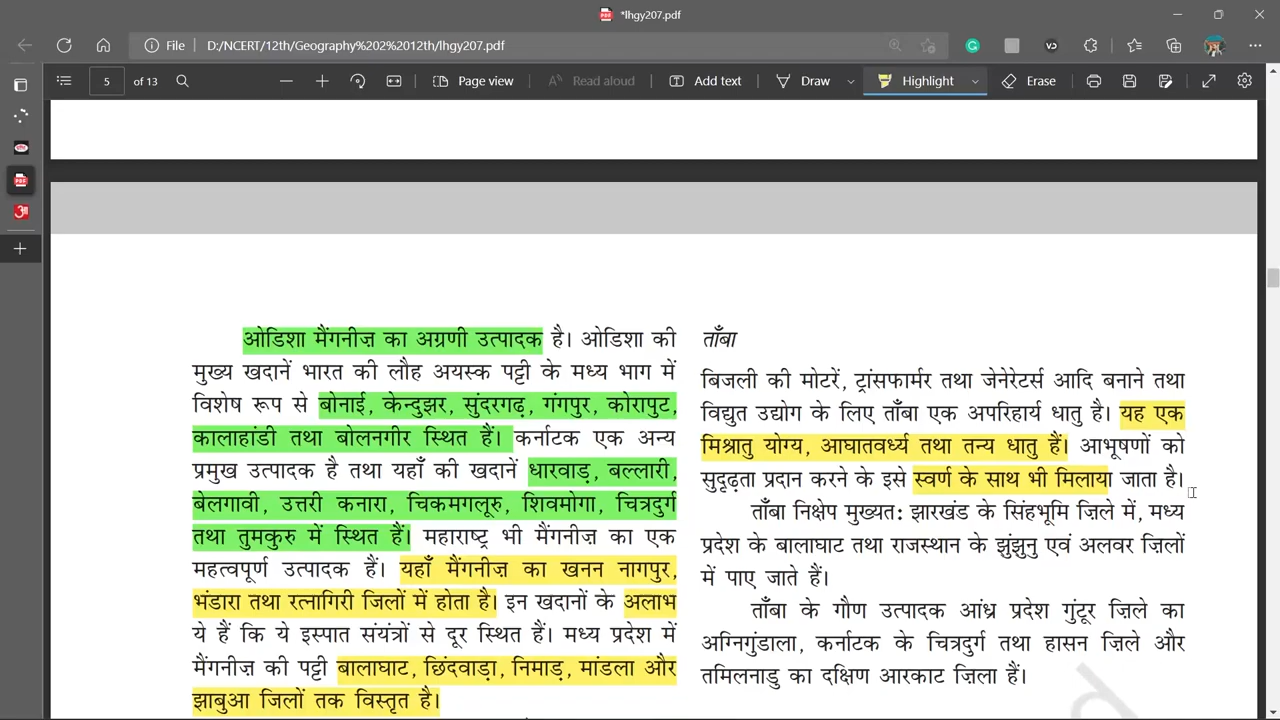 *lhgy207.pdf
File
D:/NCERT/12th/Geography%202%2012th/lhgy207.pdf
5 of 13
Page view
Read aloud
Add text
Draw
Highlight
Erase
ओडिशा मैंगनीज़ का अग्रणी उत्पादक है। ओडिशा की
मुख्य खदानें भारत की लौह अयस्क पट्टी के मध्य भाग में
विशेष रूप से बोनाई, केन्दुझर, सुंदरगढ़, गंगपुर, कोरापुट,
कालाहांडी तथा बोलनगीर स्थित हैं। कर्नाटक एक अन्य
प्रमुख उत्पादक है तथा यहाँ की खदानें धारवाड़, बल्लारी,
बेलगावी, उत्तरी कनारा, चिकमगलूरु, शिवमोगा, चित्रदुर्ग
तथा तुमकुरु में स्थित हैं। महाराष्ट्र भी मैंगनीज़ का एक
महत्वपूर्ण उत्पादक हैं। यहाँ मैंगनीज़ का खनन नागपुर,
भंडारा तथा रत्नागिरी जिलों में होता है। इन खदानों के अलाभ
ये हैं कि ये इस्पात संयंत्रों से दूर स्थित हैं। मध्य प्रदेश में
मैंगनीज़ की पट्टी बालाघाट, छिंदवाड़ा, निमाड़, मांडला और
झाबुआ जिलों तक विस्तृत है।
ताँबा
बिजली की मोटरें, ट्रांसफार्मर तथा जेनेरेटर्स आदि बनाने तथा
विद्युत उद्योग के लिए ताँबा एक अपरिहार्य धातु है। यह एक
मिश्रातु योग्य, आघातवर्ध्य तथा तन्य धातु हैं। आभूषणों को
सुदृढ़ता प्रदान करने के इसे स्वर्ण के साथ भी मिलाया जाता है।
ताँबा निक्षेप मुख्यत: झारखंड के सिंहभूमि ज़िले में, मध्य
प्रदेश के बालाघाट तथा राजस्थान के झुंझुनु एवं अलवर ज़िलों
में पाए जाते हैं।
ताँबा के गौण उत्पादक आंध्र प्रदेश गुंटूर ज़िले का
अग्निगुंडाला, कर्नाटक के चित्रदुर्ग तथा हासन ज़िले और
तमिलनाडु का दक्षिण आरकाट ज़िला हैं।